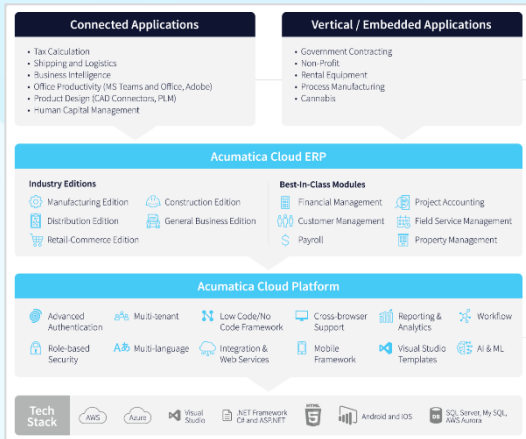 Connected Applications
• Tax Calculation
• Shipping and Logistics
• Business Intelligence
• Office Productivity (MS Teams and Office, Adobe)
• Product Design (CAD Connectors, PLM)
• Human Capital Management
Vertical / Embedded Applications
• Government Contracting
• Non-Profit
• Rental Equipment
• Process Manufacturing
• Cannabis
Acumatica Cloud ERP
Industry Editions
Manufacturing Edition
Construction Edition
Distribution Edition
General Business Edition
Retail-Commerce Edition
Best-In-Class Modules
Financial Management
Project Accounting
Customer Management
Field Service Management
$ Payroll
Property Management
Acumatica Cloud Platform
Advanced
Authentication
Multi-tenant
Low Code/No
Code Framework
Cross-browser
Support
Reporting &
Analytics
Workflow
Role-based
Security
Aあ Multi-language
Integration &
Web Services
Mobile
Framework
Visual Studio
Templates
AI & ML
Tech
Stack
AWS
Azure
Visual
Studio
.NET Framework
C# and ASP.NET
HTML
5
Android and IOS
DB
SQL Server, My SQL,
AWS Aurora